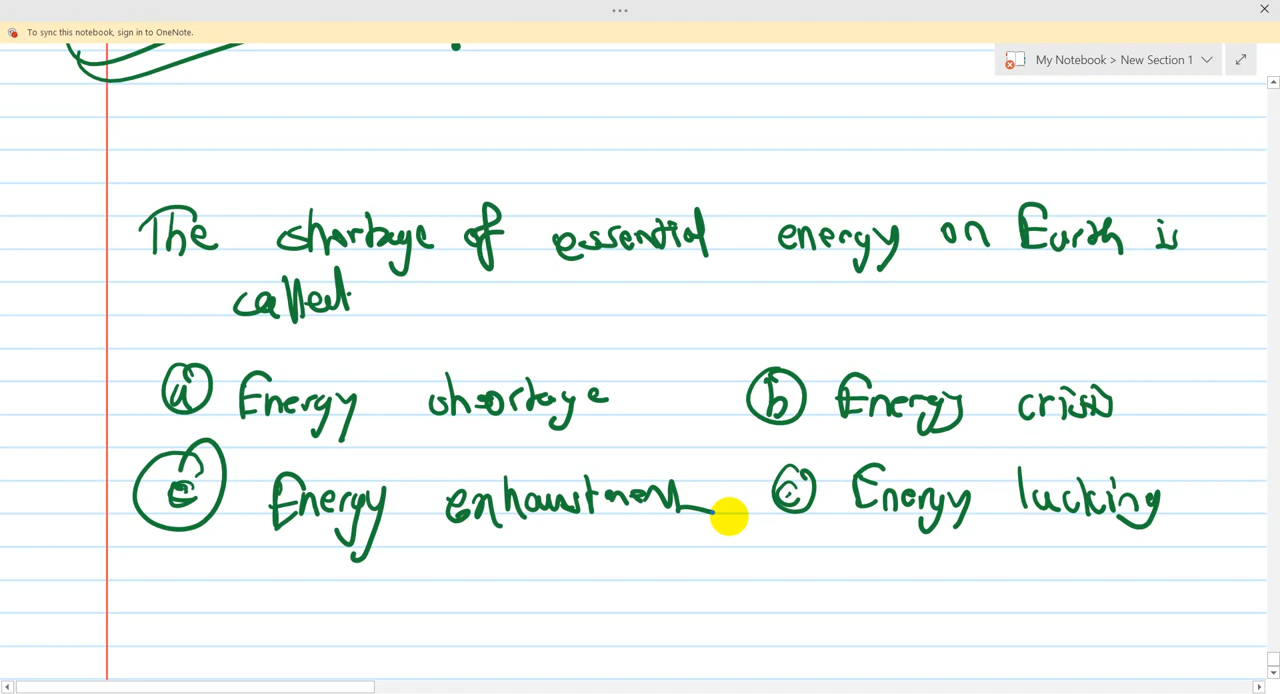 To sync this notebook, sign in to OneNote.
My Notebook > New Section 1
The shortage of essential energy on Earth is
called
a Energy shortage b Energy crisis
c Energy exhaustment c Energy lacking